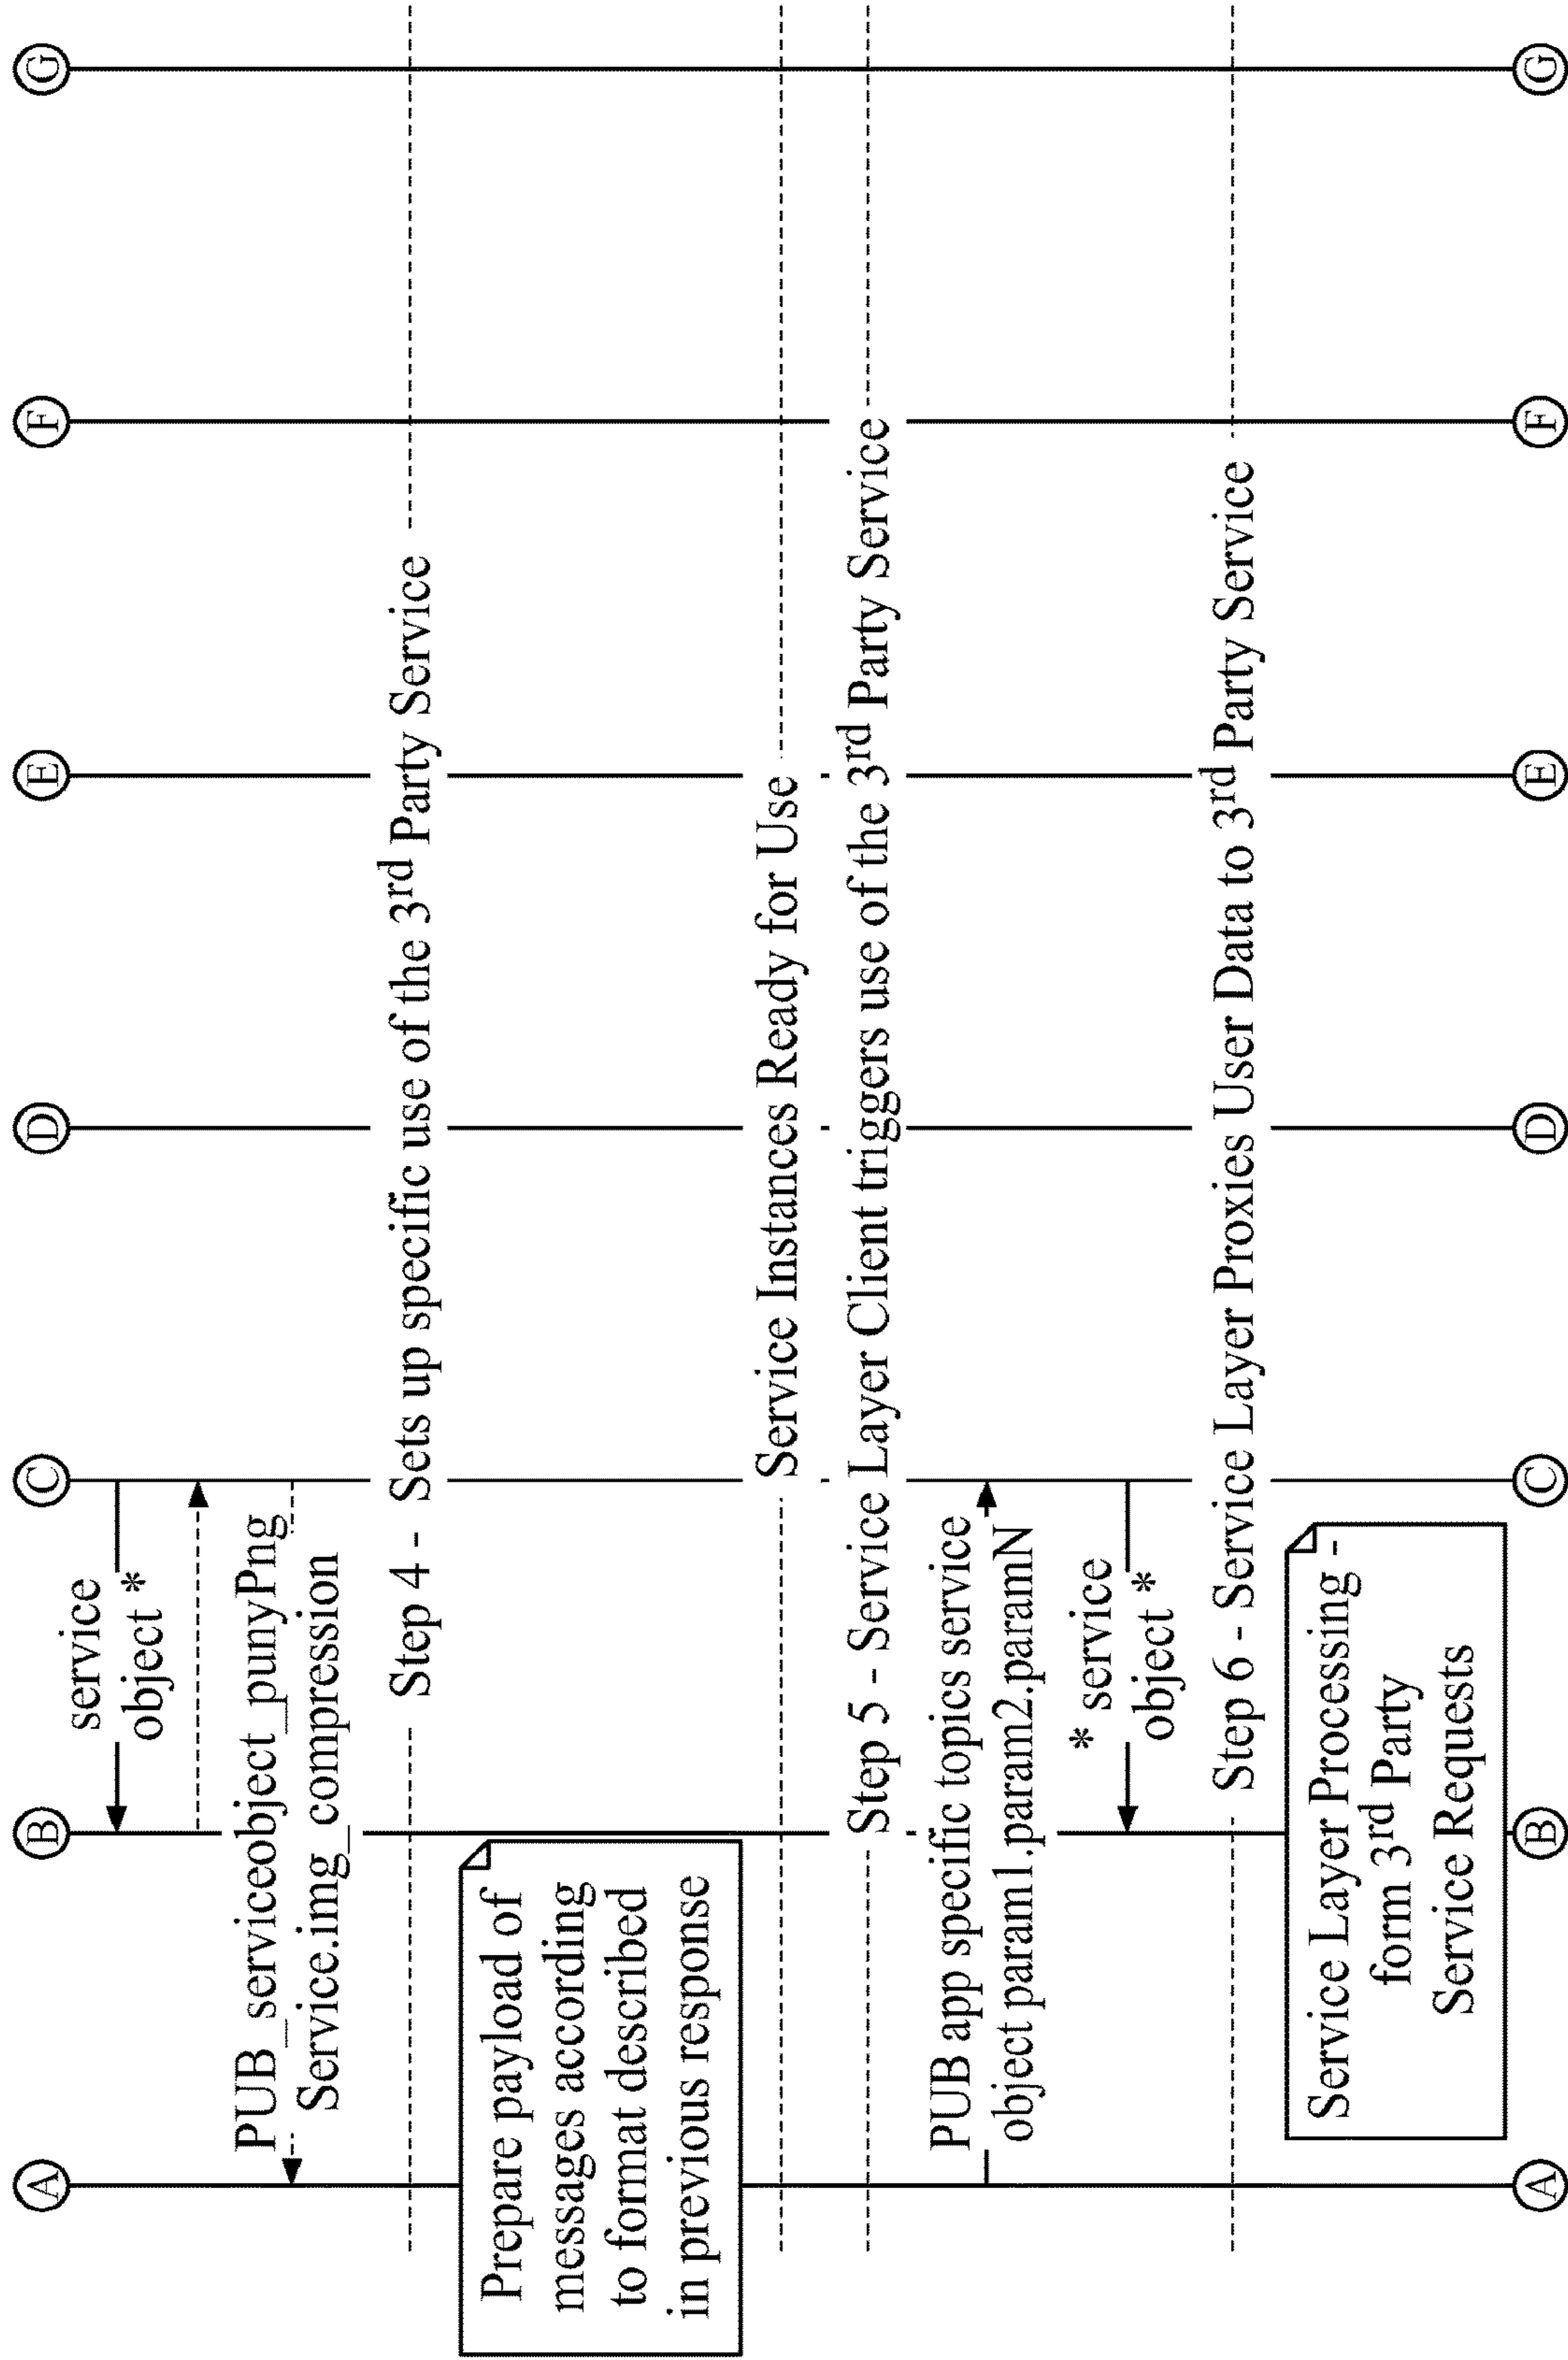 A B C D E F G
service
object *
PUB_serviceobject_punyPng
Service.img_compression
Step 4 - Sets up specific use of the 3rd Party Service
Prepare payload of
messages according
to format described
in previous response
Service Instances Ready for Use
Step 5 - Service Layer Client triggers use of the 3rd Party Service
PUB app specific topics service
object param1.param2.paramN
* service
object *
Step 6 - Service Layer Proxies User Data to 3rd Party Service
Service Layer Processing -
form 3rd Party
Service Requests
A B C D E F G